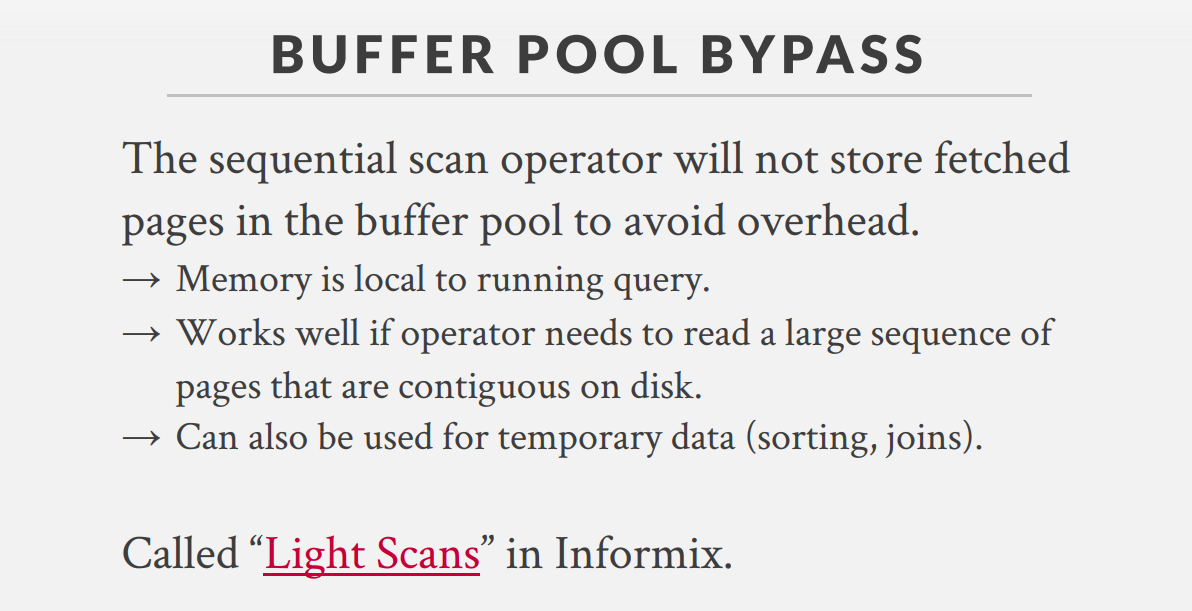 BUFFER POOL BYPASS
The sequential scan operator will not store fetched
pages in the buffer pool to avoid overhead.
→ Memory is local to running query.
→ Works well if operator needs to read a large sequence of
pages that are contiguous on disk.
→ Can also be used for temporary data (sorting, joins).
Called “Light Scans” in Informix.